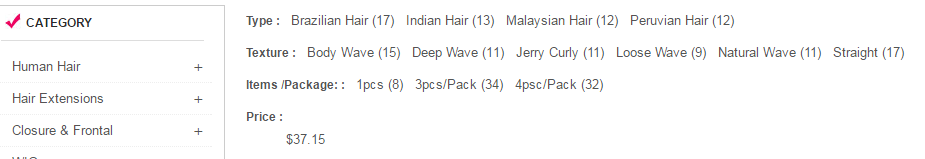 CATEGORY
Human Hair +
Hair Extensions +
Closure & Frontal +
Type : Brazilian Hair (17) Indian Hair (13) Malaysian Hair (12) Peruvian Hair (12)
Texture : Body Wave (15) Deep Wave (11) Jerry Curly (11) Loose Wave (9) Natural Wave (11) Straight (17)
Items /Package: : 1pcs (8) 3pcs/Pack (34) 4psc/Pack (32)
Price :
$37.15